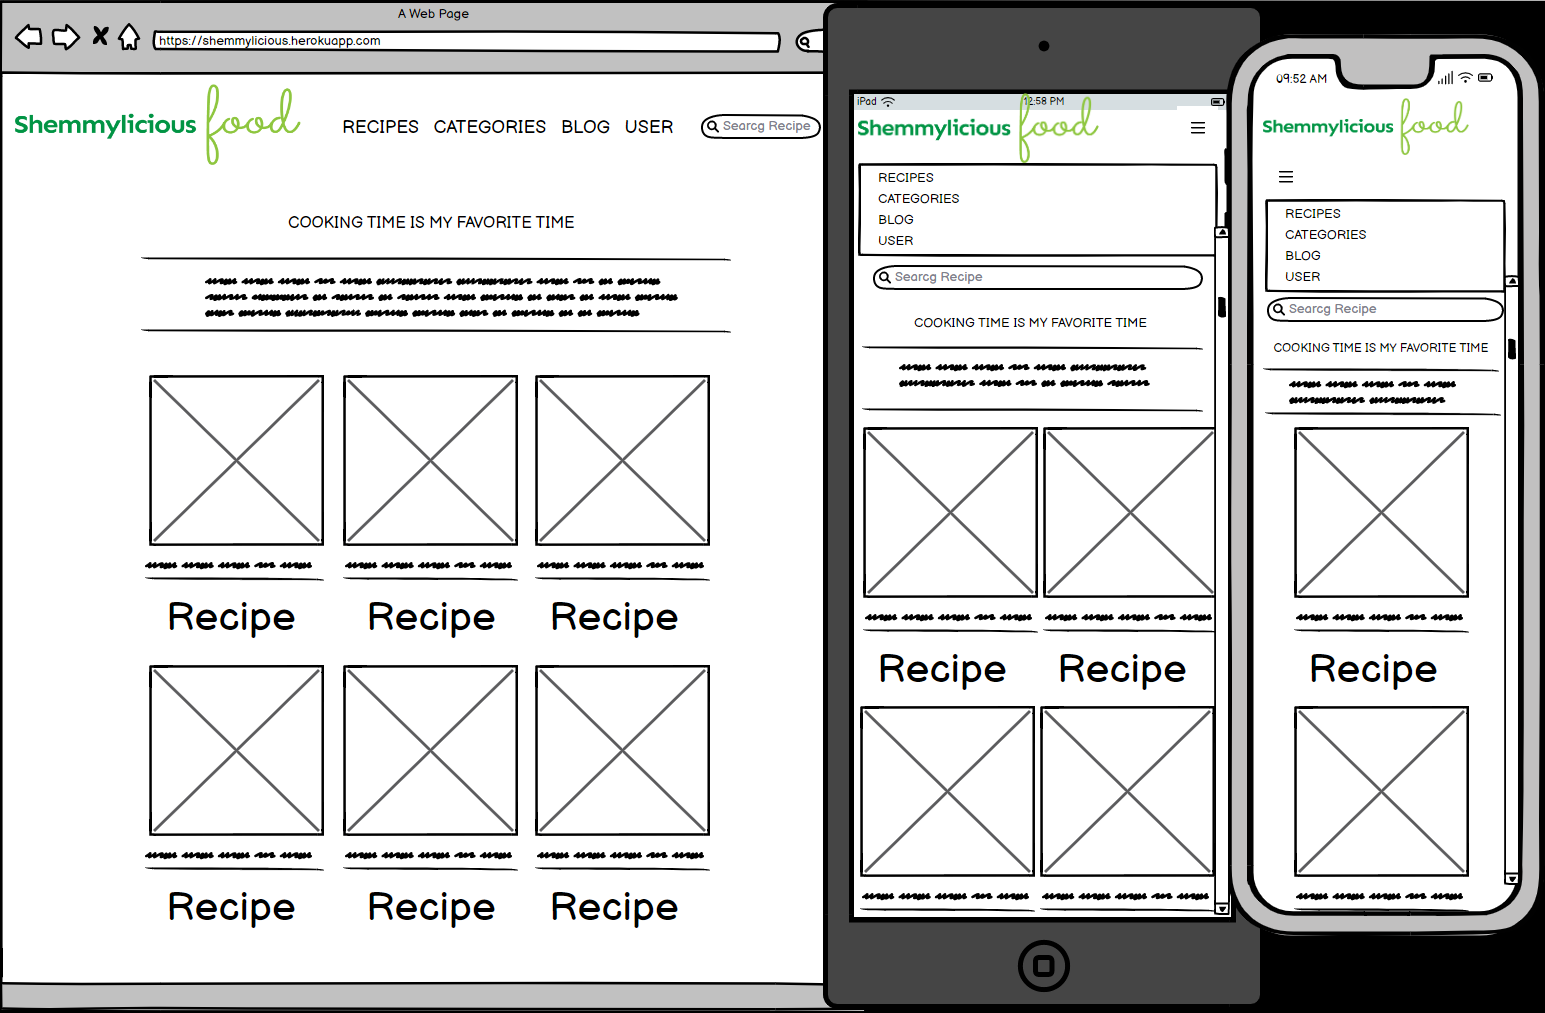 A Web Page
https://shemmylicious.herokuapp.com
Shemmylicious food
RECIPES CATEGORIES BLOG USER
Searcg Recipe
COOKING TIME IS MY FAVORITE TIME
Recipe Recipe Recipe
Recipe Recipe Recipe
iPad 12:58 PM
Shemmylicious food
RECIPES
CATEGORIES
BLOG
USER
Searcg Recipe
COOKING TIME IS MY FAVORITE TIME
Recipe Recipe
09:52 AM
Shemmylicious food
RECIPES
CATEGORIES
BLOG
USER
Searcg Recipe
COOKING TIME IS MY FAVORITE TIME
Recipe